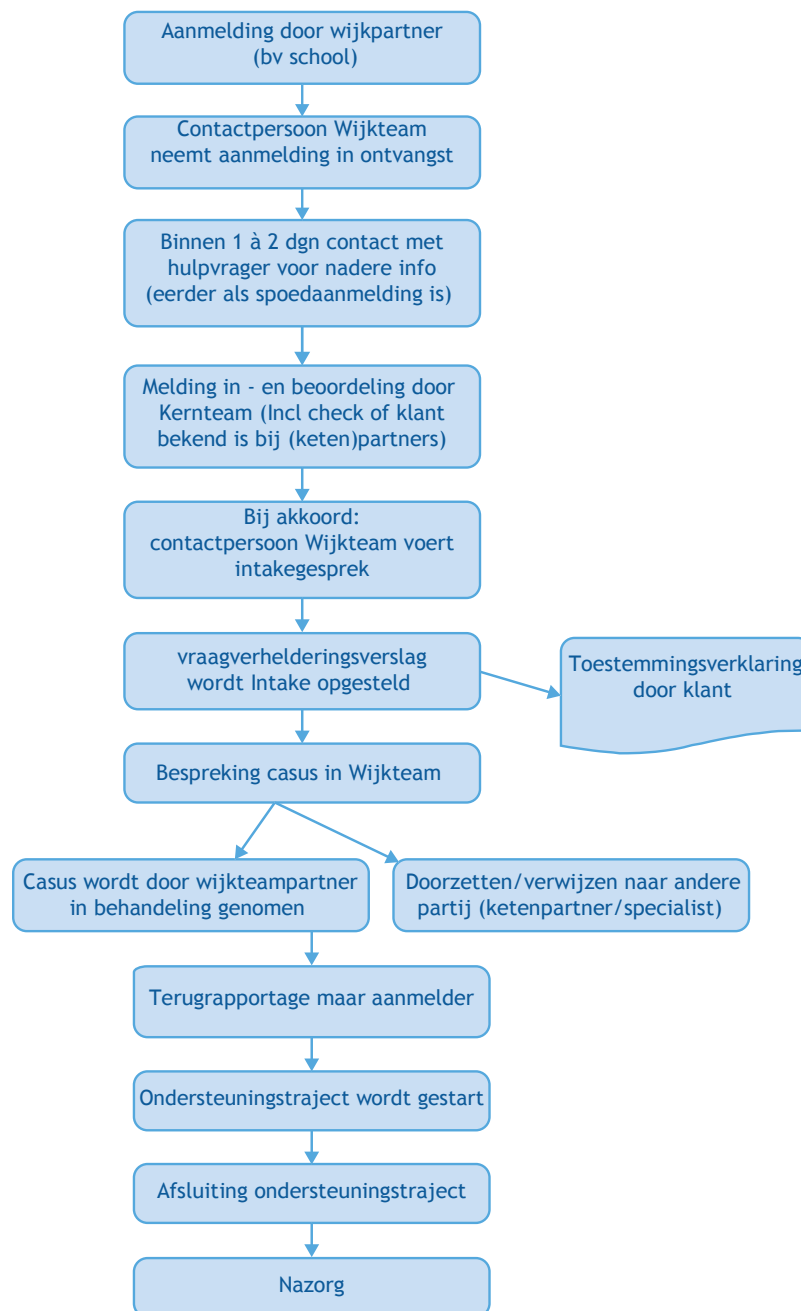 Aanmelding door wijkpartner
(bv school)
Contactpersoon Wijkteam
neemt aanmelding in ontvangst
Binnen 1 à 2 dgn contact met
hulpvrager voor nadere info
(eerder als spoedaanmelding is)
Melding in - en beoordeling door
Kernteam (Incl check of klant
bekend is bij (keten)partners)
Bij akkoord:
contactpersoon Wijkteam voert
intakegesprek
vraagverhelderingsverslag
wordt Intake opgesteld
Toestemmingsverklaring
door klant
Bespreking casus in Wijkteam
Casus wordt door wijkteampartner
in behandeling genomen
Doorzetten/verwijzen naar andere
partij (ketenpartner/specialist)
Terugrapportage maar aanmelder
Ondersteuningstraject wordt gestart
Afsluiting ondersteuningstraject
Nazorg